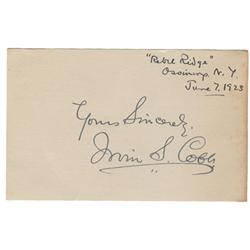 "Rebel Ridge"
Ossining, N.Y.
June 7, 1923
Yours Sincerely,
Irvin S. Cobb